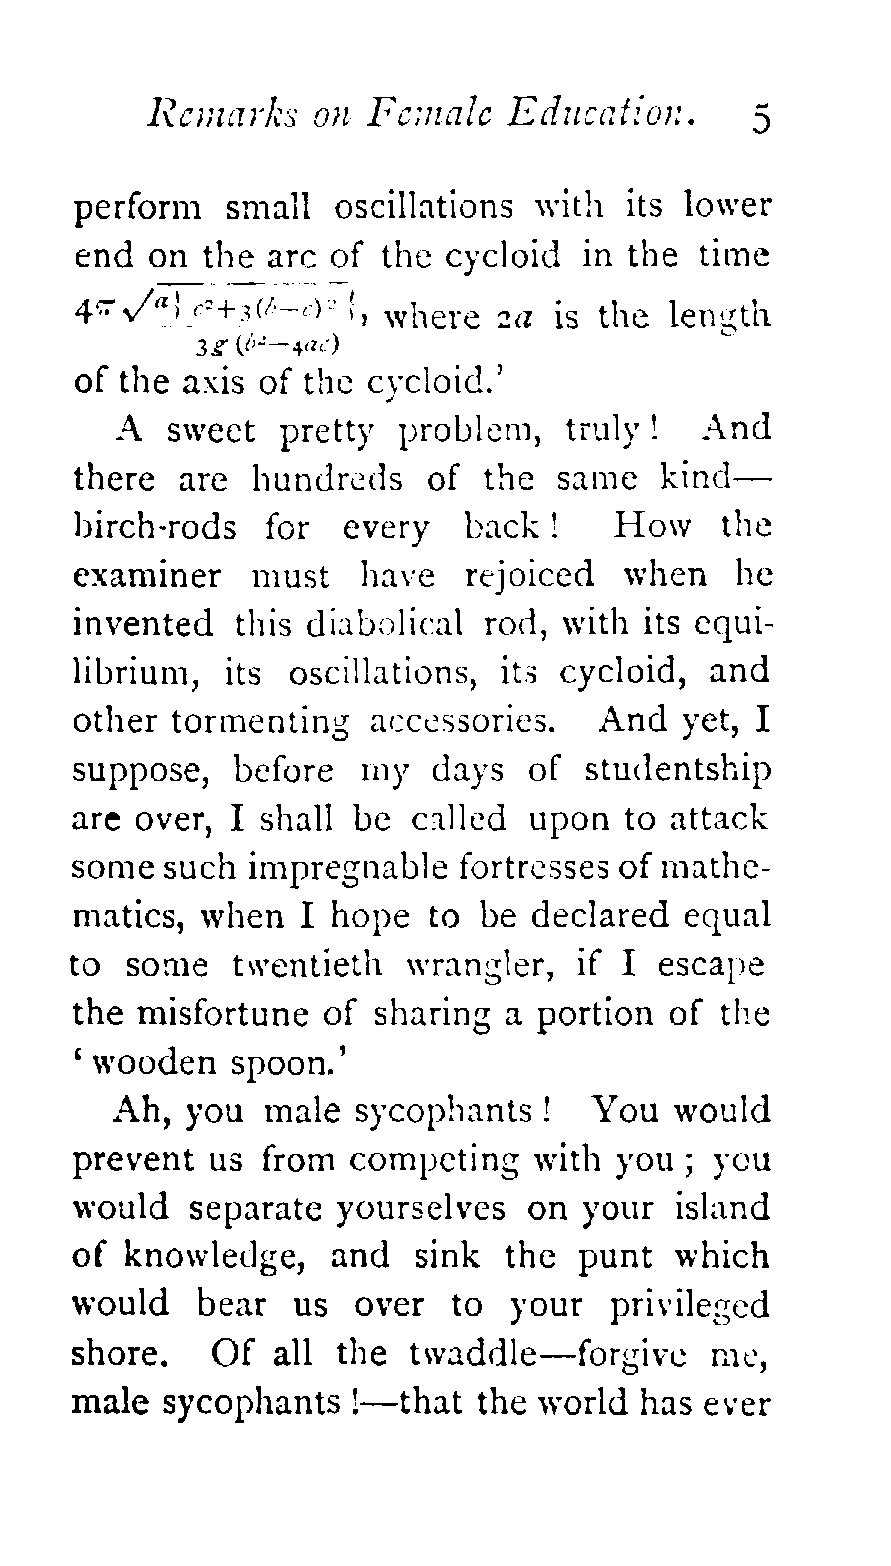 Remarks on Female Education. 5
perform small oscillations with its lower
end on the arc of the cycloid in the time
4π √a{c²+3(b—c)²}, where 2a is the length
3g (b²—4ac)
of the axis of the cycloid.’
A sweet pretty problem, truly! And
there are hundreds of the same kind—
birch-rods for every back! How the
examiner must have rejoiced when he
invented this diabolical rod, with its equi-
librium, its oscillations, its cycloid, and
other tormenting accessories. And yet, I
suppose, before my days of studentship
are over, I shall be called upon to attack
some such impregnable fortresses of mathe-
matics, when I hope to be declared equal
to some twentieth wrangler, if I escape
the misfortune of sharing a portion of the
‘wooden spoon.’
Ah, you male sycophants! You would
prevent us from competing with you; you
would separate yourselves on your island
of knowledge, and sink the punt which
would bear us over to your privileged
shore. Of all the twaddle—forgive me,
male sycophants!—that the world has ever